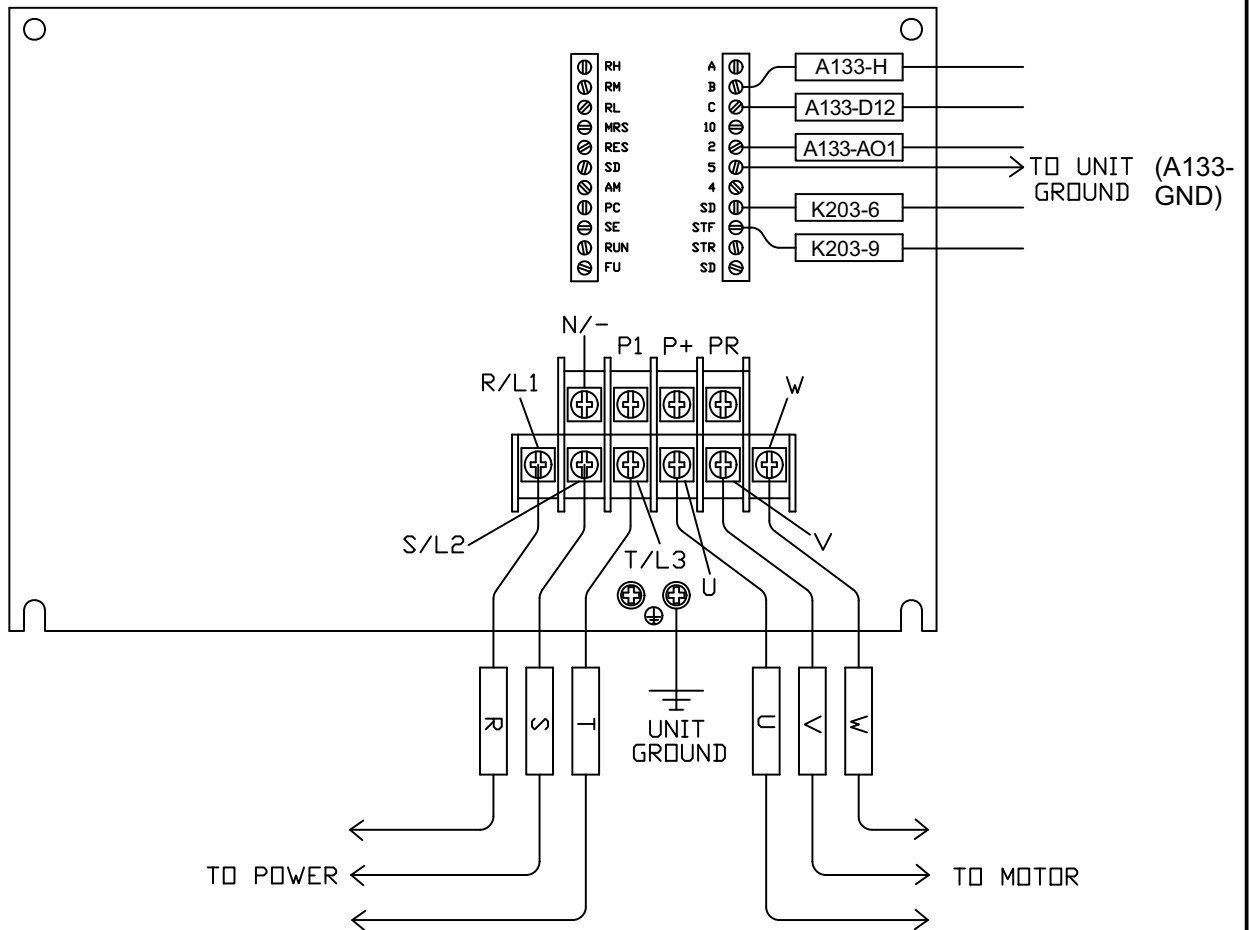 RH
RM
RL
MRS
RES
SD
AM
PC
SE
RUN
FU
A
B
C
10
2
5
4
SD
STF
STR
SD
A133-H
A133-D12
A133-AO1
TO UNIT (A133-
GROUND GND)
K203-6
K203-9
N/-
P1 P+ PR
R/L1
W
S/L2
T/L3
U
V
R
S
T
UNIT
GROUND
U
V
W
TO POWER
TO MOTOR